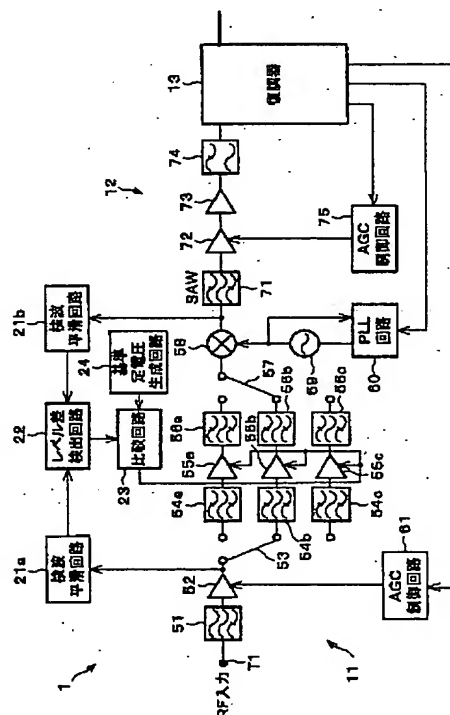 1
21a
検波
平滑回路
22
レベル差
検出回路
21b
検波
平滑回路
23
比較回路
24
基準
定電圧
生成回路
12
13
復調器
RF入力
T1
51
52
53
54a
55a
56a
54b
55b
56b
54c
55c
56c
57
58
SAW
71
72
73
74
59
60
PLL
回路
75
AGC
制御回路
61
AGC
制御回路
11